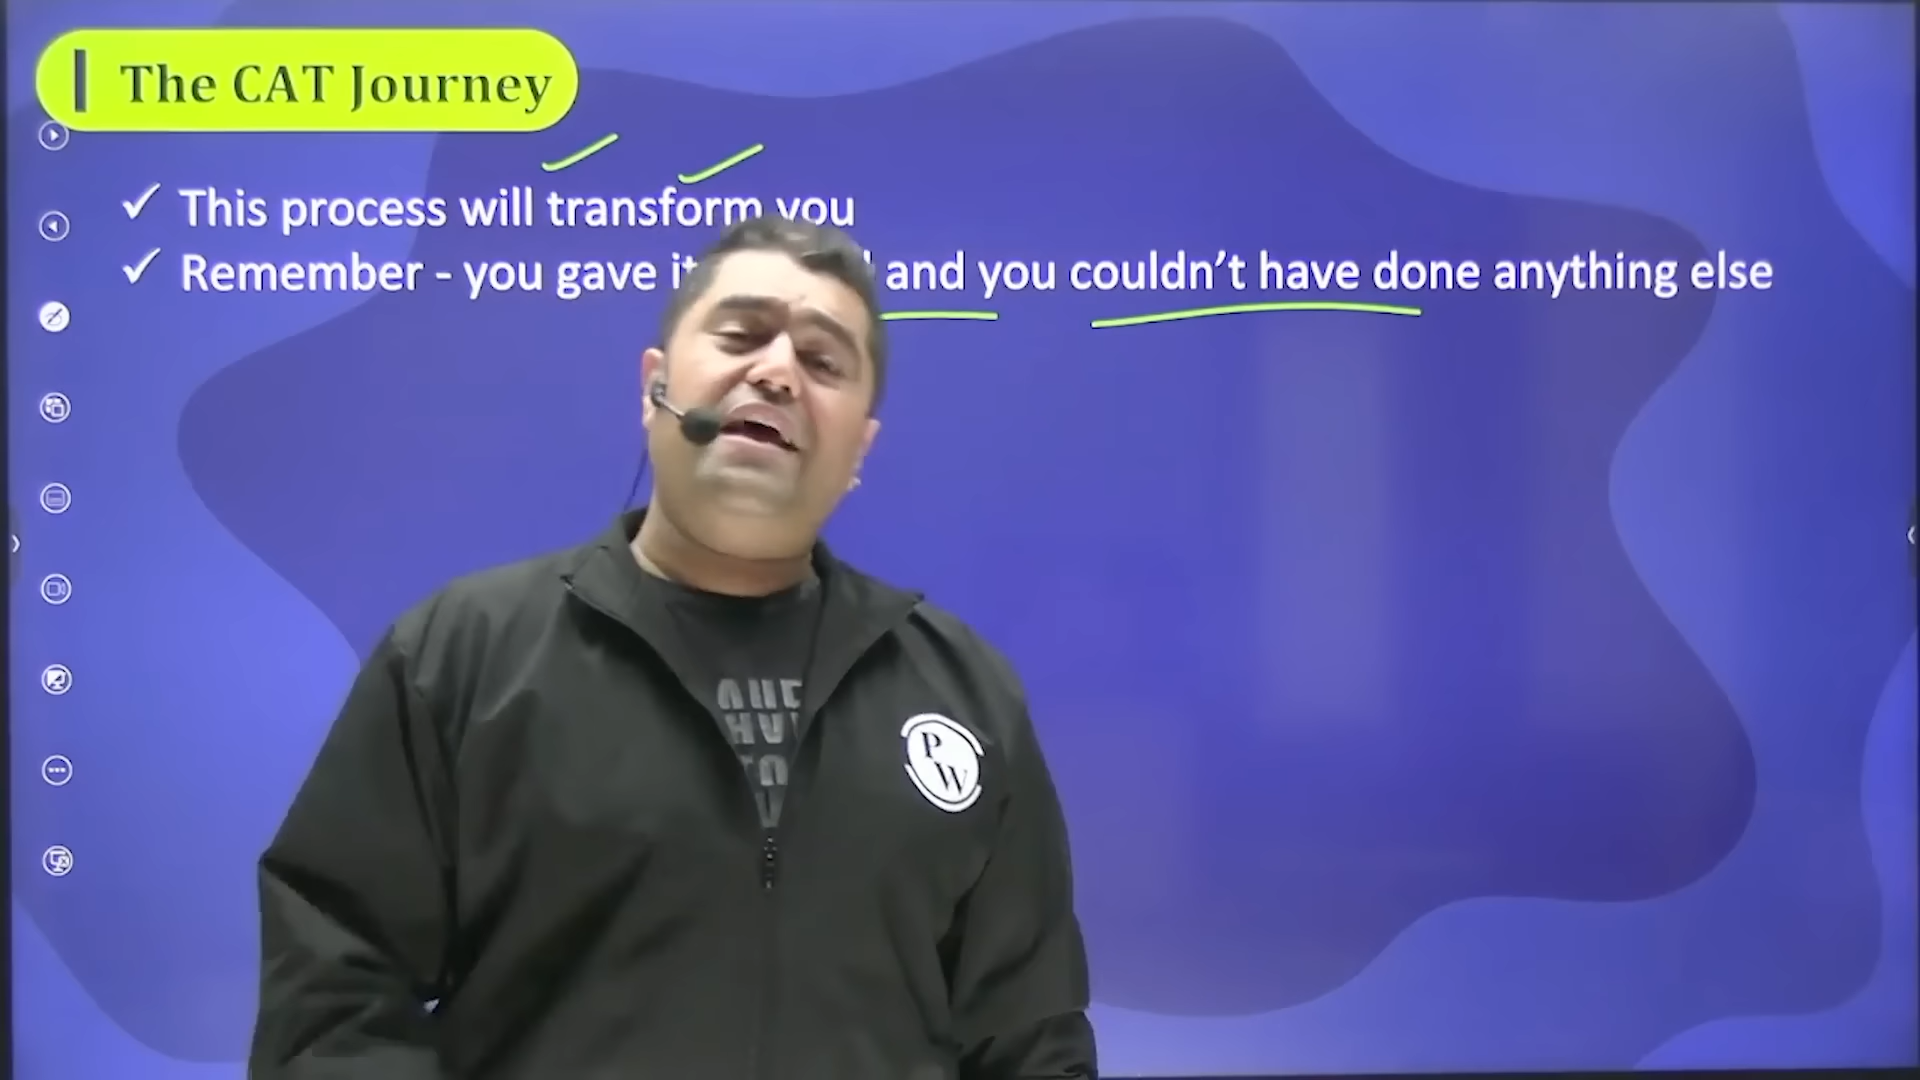 The CAT Journey
This process will transform you
Remember - you gave it and you couldn't have done anything else
P
W